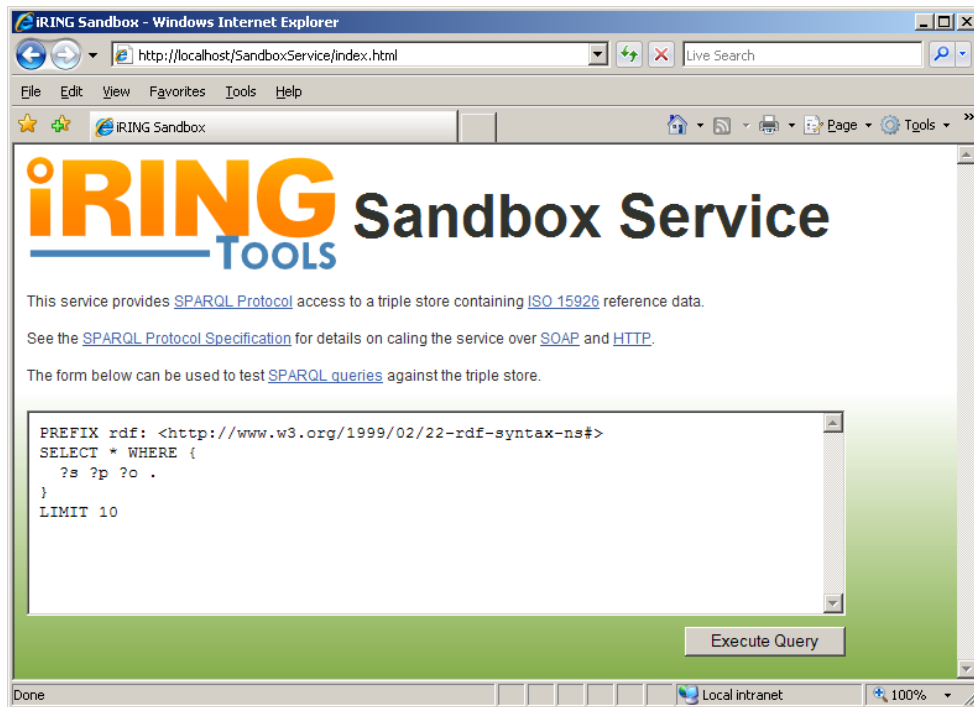 iRING Sandbox - Windows Internet Explorer
http://localhost/SandboxService/index.html
Live Search
File Edit View Favorites Tools Help
iRING Sandbox
Page Tools »
iRING
TOOLS
Sandbox Service
This service provides SPARQL Protocol access to a triple store containing ISO 15926 reference data.
See the SPARQL Protocol Specification for details on caling the service over SOAP and HTTP.
The form below can be used to test SPARQL queries against the triple store.
PREFIX rdf: <http://www.w3.org/1999/02/22-rdf-syntax-ns#>
SELECT * WHERE {
?s ?p ?o .
}
LIMIT 10
Execute Query
Done Local intranet 100%